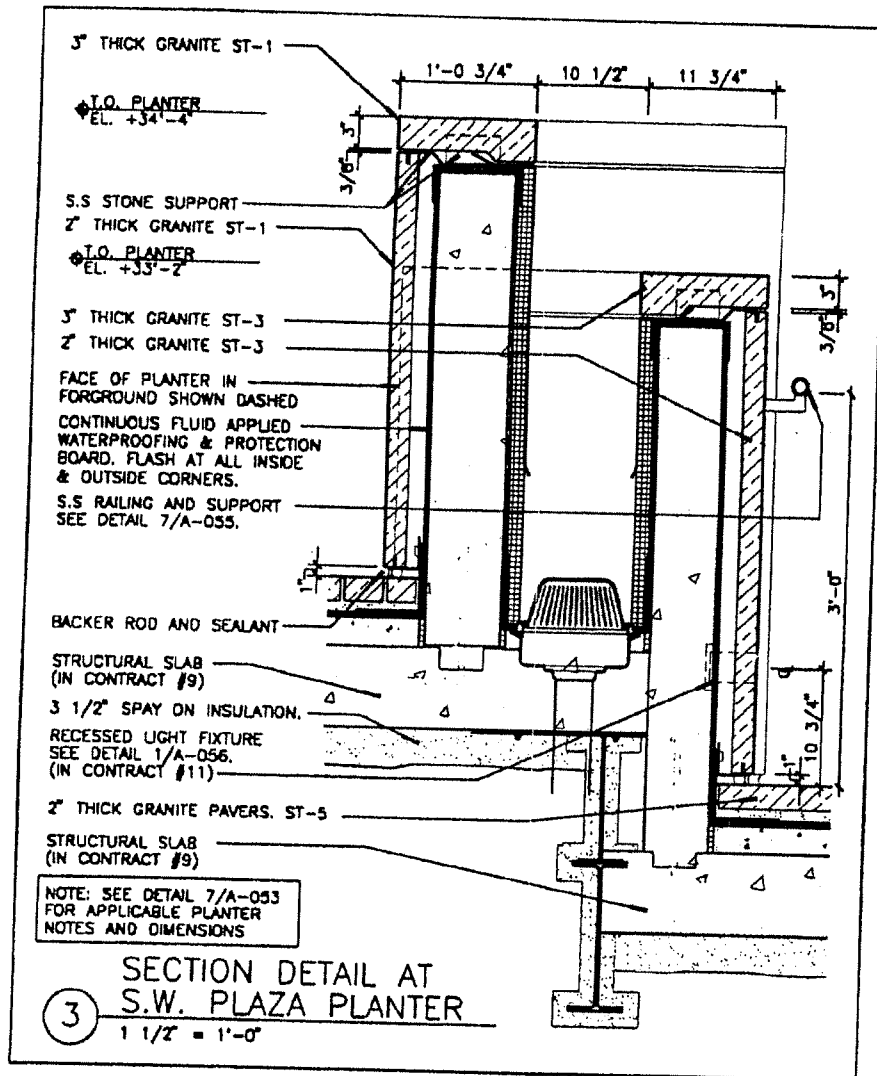 3" THICK GRANITE ST-1
1'-0 3/4"
10 1/2"
11 3/4"
T.O. PLANTER
EL. +34'-4"
3"
3/8"
S.S STONE SUPPORT
2" THICK GRANITE ST-1
T.O. PLANTER
EL. +33'-2"
3"
3/8"
3" THICK GRANITE ST-3
2" THICK GRANITE ST-3
FACE OF PLANTER IN
FORGROUND SHOWN DASHED
CONTINUOUS FLUID APPLIED
WATERPROOFING & PROTECTION
BOARD. FLASH AT ALL INSIDE
& OUTSIDE CORNERS.
S.S RAILING AND SUPPORT
SEE DETAIL 7/A-055.
1"
3'-0"
BACKER ROD AND SEALANT
STRUCTURAL SLAB
(IN CONTRACT #9)
3 1/2" SPAY ON INSULATION.
RECESSED LIGHT FIXTURE
SEE DETAIL 1/A-056.
(IN CONTRACT #11)
1"
10 3/4"
2" THICK GRANITE PAVERS. ST-5
STRUCTURAL SLAB
(IN CONTRACT #9)
NOTE: SEE DETAIL 7/A-053
FOR APPLICABLE PLANTER
NOTES AND DIMENSIONS
SECTION DETAIL AT
S.W. PLAZA PLANTER
3
1 1/2" = 1'-0"